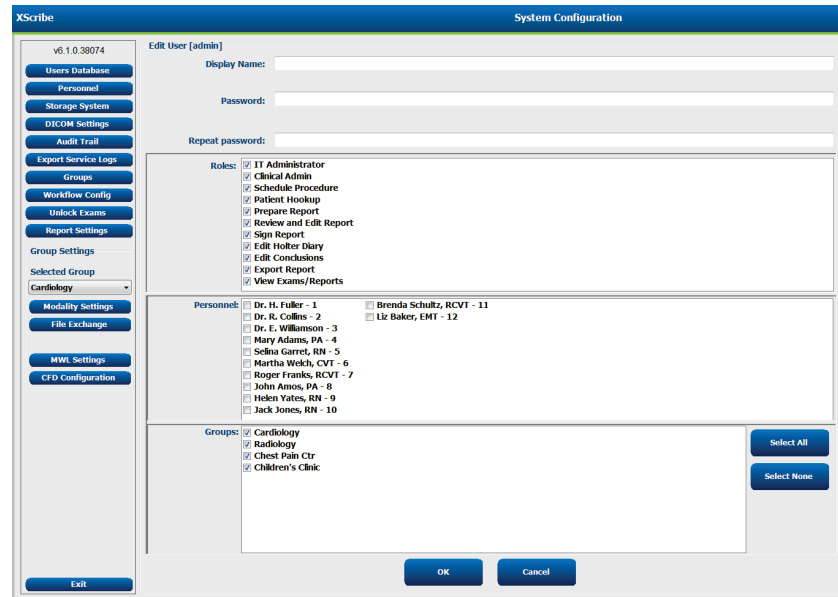 XScribe System Configuration
v6.1.0.38074
Users Database
Personnel
Storage System
DICOM Settings
Audit Trail
Export Service Logs
Groups
Workflow Config
Unlock Exams
Report Settings
Group Settings
Selected Group
Cardiology
Modality Settings
File Exchange
MWL Settings
CFD Configuration
Exit
Edit User [admin]
Display Name:
Password:
Repeat password:
Roles: IT Administrator
Clinical Admin
Schedule Procedure
Patient Hookup
Prepare Report
Review and Edit Report
Sign Report
Edit Holter Diary
Edit Conclusions
Export Report
View Exams/Reports
Personnel: Dr. H. Fuller - 1
Dr. R. Collins - 2
Dr. E. Williamson - 3
Mary Adams, PA - 4
Selina Garret, RN - 5
Martha Welch, CVT - 6
Roger Franks, RCVT - 7
John Amos, PA - 8
Helen Yates, RN - 9
Jack Jones, RN - 10
Brenda Schultz, RCVT - 11
Liz Baker, EMT - 12
Groups: Cardiology
Radiology
Chest Pain Ctr
Children's Clinic
Select All
Select None
OK Cancel